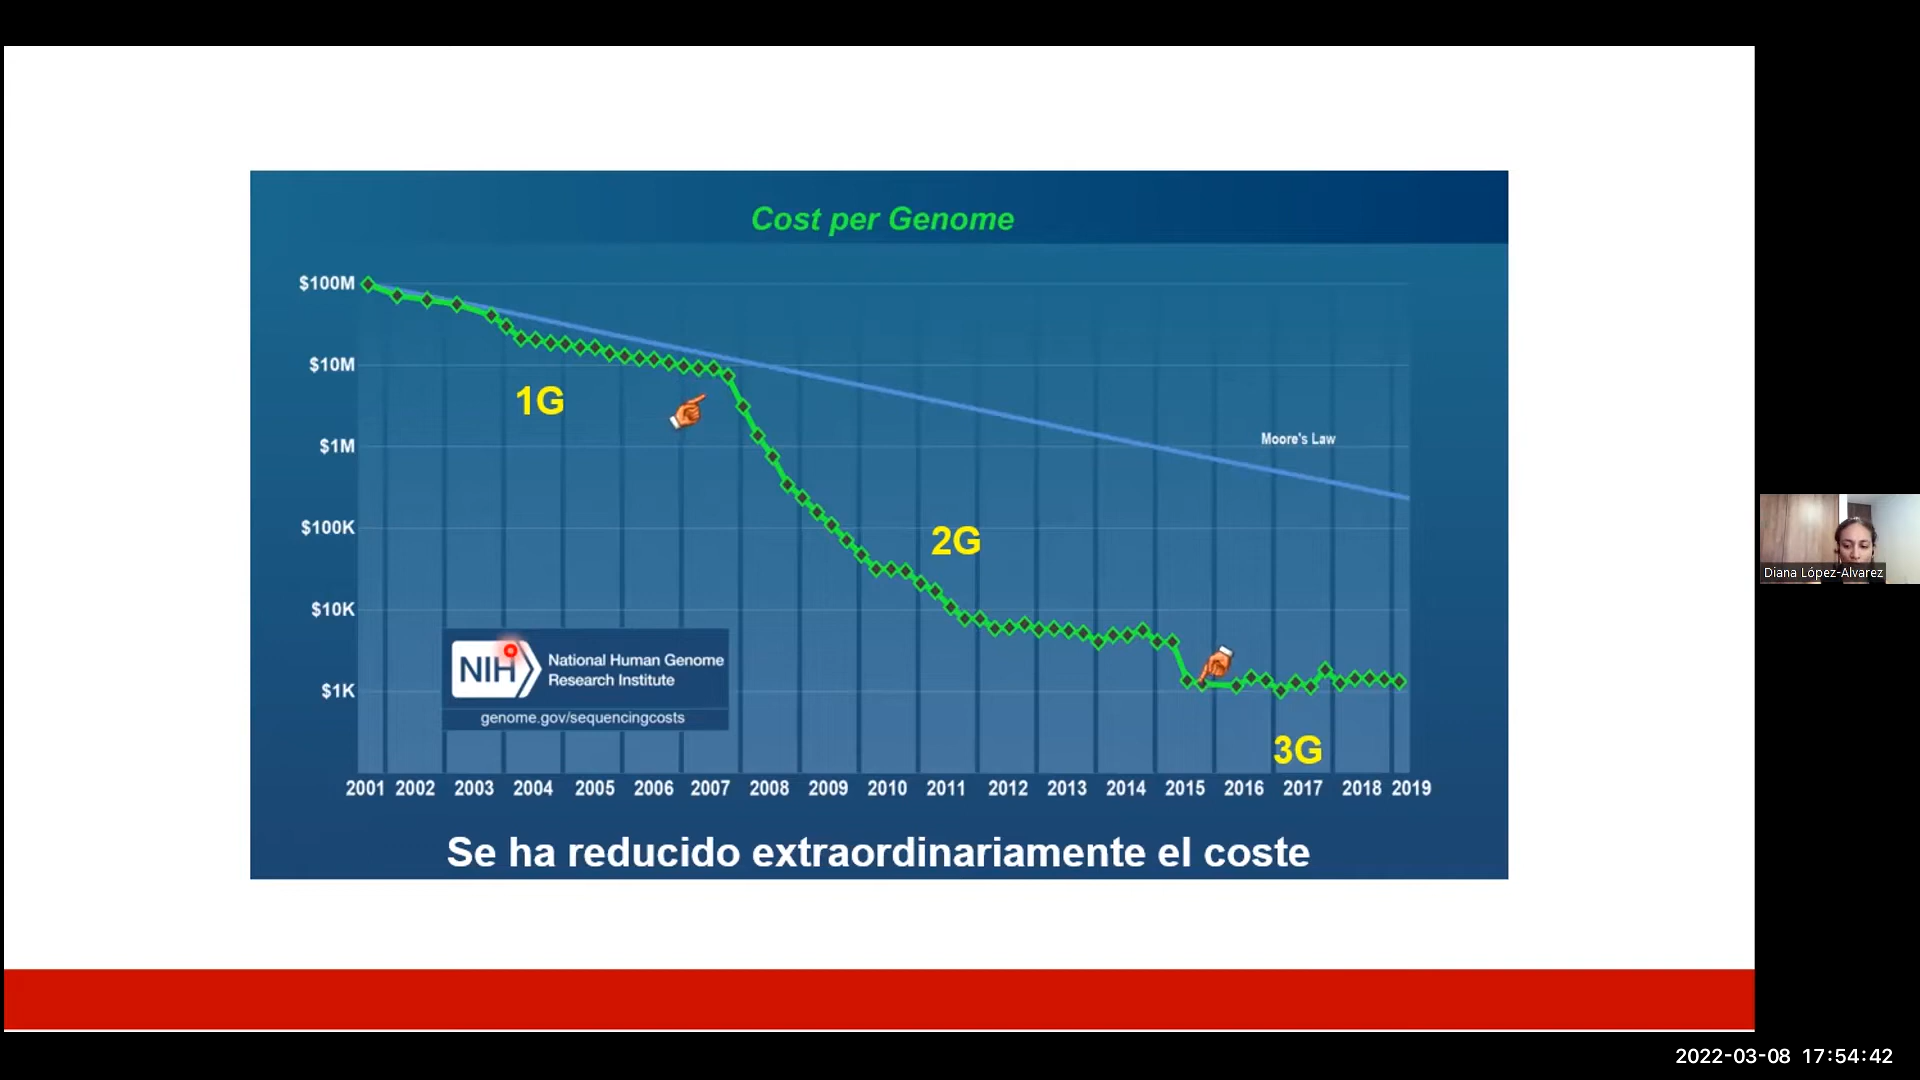 Cost per Genome
$100M
$10M
$1M
$100K
$10K
$1K
1G
2G
3G
Moore's Law
NIH
National Human Genome
Research Institute
genome.gov/sequencingcosts
2001 2002 2003 2004 2005 2006 2007 2008 2009 2010 2011 2012 2013 2014 2015 2016 2017 2018 2019
Se ha reducido extraordinariamente el coste
Diana López-Alvarez
2022-03-08 17:54:42